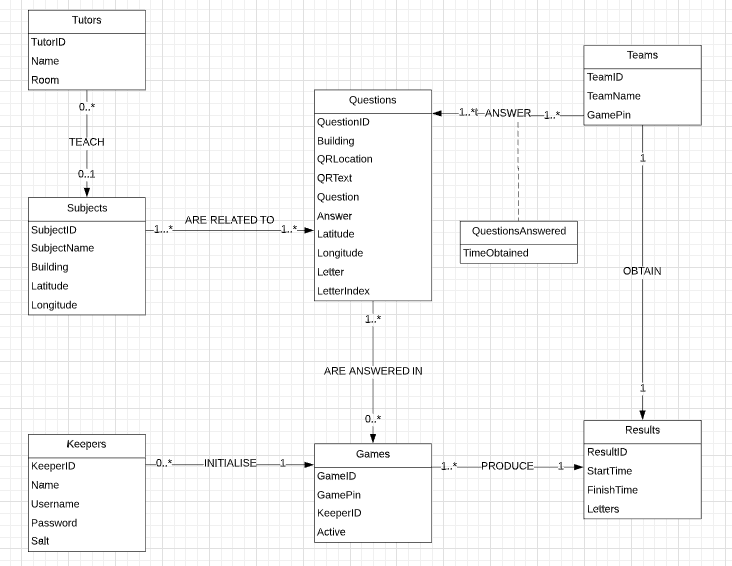 Tutors
TutorID
Name
Room
0..*
TEACH
0..1
Subjects
SubjectID
SubjectName
Building
Latitude
Longitude
1...*
ARE RELATED TO
1..*
Questions
QuestionID
Building
QRLocation
QRText
Question
Answer
Latitude
Longitude
Letter
LetterIndex
1..*
ANSWER
1..*
Teams
TeamID
TeamName
GamePin
QuestionsAnswered
TimeObtained
1
OBTAIN
1
1..*
ARE ANSWERED IN
0..*
Keepers
KeeperID
Name
Username
Password
Salt
0..*
INITIALISE
1
Games
GameID
GamePin
KeeperID
Active
1..*
PRODUCE
1
Results
ResultID
StartTime
FinishTime
Letters